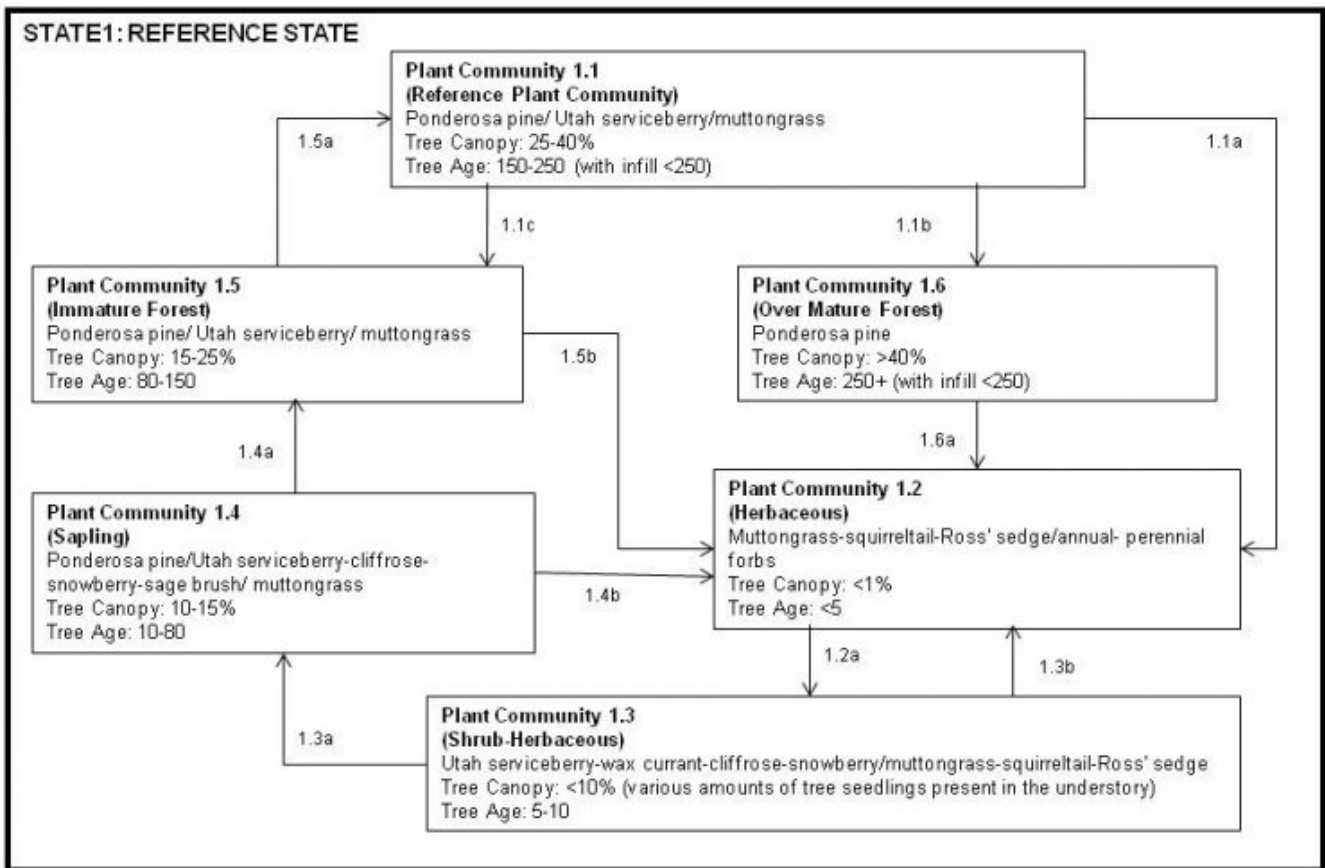 STATE1: REFERENCE STATE
Plant Community 1.1
(Reference Plant Community)
Ponderosa pine/ Utah serviceberry/muttongrass
Tree Canopy: 25-40%
Tree Age: 150-250 (with infill <250)
1.5a
1.1a
1.1c
1.1b
Plant Community 1.5
(Immature Forest)
Ponderosa pine/ Utah serviceberry/ muttongrass
Tree Canopy: 15-25%
Tree Age: 80-150
Plant Community 1.6
(Over Mature Forest)
Ponderosa pine
Tree Canopy: >40%
Tree Age: 250+ (with infill <250)
1.5b
1.4a
1.6a
Plant Community 1.4
(Sapling)
Ponderosa pine/Utah serviceberry-cliffrose-
snowberry-sage brush/ muttongrass
Tree Canopy: 10-15%
Tree Age: 10-80
Plant Community 1.2
(Herbaceous)
Muttongrass-squirreltail-Ross' sedge/annual- perennial
forbs
Tree Canopy: <1%
Tree Age: <5
1.4b
1.2a
1.3b
1.3a
Plant Community 1.3
(Shrub-Herbaceous)
Utah serviceberry-wax currant-cliffrose-snowberry/muttongrass-squirreltail-Ross' sedge
Tree Canopy: <10% (various amounts of tree seedlings present in the understory)
Tree Age: 5-10